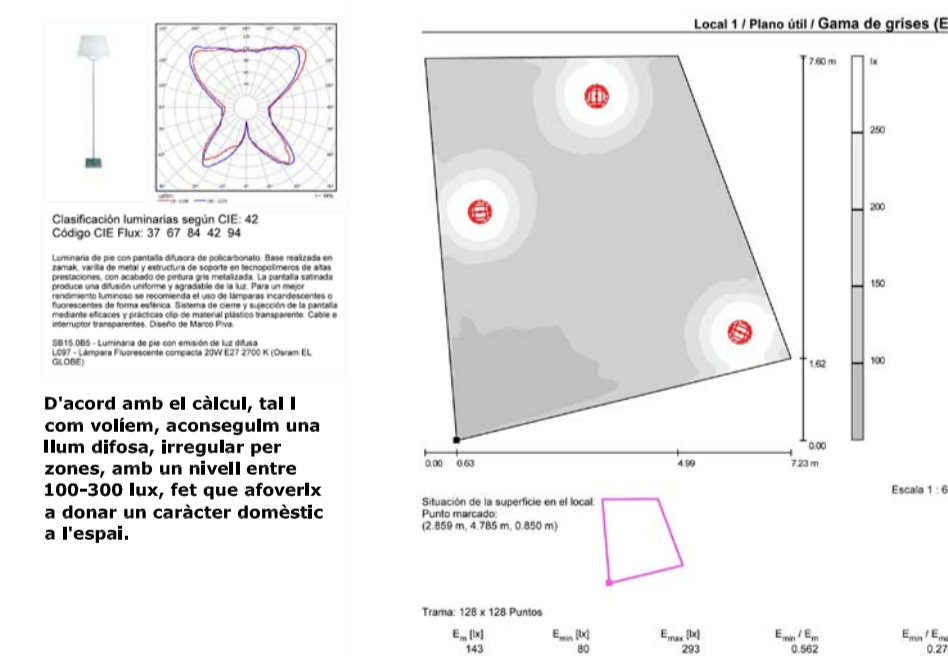 Local 1 / Plano útil / Gama de grises (E
Clasificación luminarias según CIE: 42
Código CIE Flux: 37 67 84 42 94
Luminaria de pie con pantalla difusora de policarbonato. Base realizada en
zamak, varilla de metal y estructura de soporte en tecnopolímeros de altas
prestaciones, con acabado de pintura gris metalizada. La pantalla satinada
produce una difusión uniforme y agradable de la luz. Para un mejor
rendimiento luminoso se recomienda el uso de lámparas incandescentes o
fluorescentes de forma esférica. Sistema de cierre y sujección de la pantalla
mediante eficaces y prácticas clip de material plástico transparente. Cable e
interruptor transparentes. Diseño de Marco Piva.
SB15.0B5 - Luminaria de pie con emisión de luz difusa
L097 - Lámpara Fluorescente compacta 20W E27 2700 K (Osram EL
GLOBE)
D'acord amb el càlcul, tal I
com volíem, aconseguIm una
llum difosa, irregular per
zones, amb un nivell entre
100-300 lux, fet que afoverIx
a donar un caràcter domèstic
a l'espai.
7.60 m
1.62
0.00
lx
250
200
150
100
0.00 0.63 4.99 7.23 m
Escala 1 : 6
Situación de la superficie en el local:
Punto marcado:
(2.859 m, 4.785 m, 0.850 m)
Trama: 128 x 128 Puntos
Em [lx] Emin [lx] Emax [lx] Emin / Em Emin / Ema
143 80 293 0.562 0.27